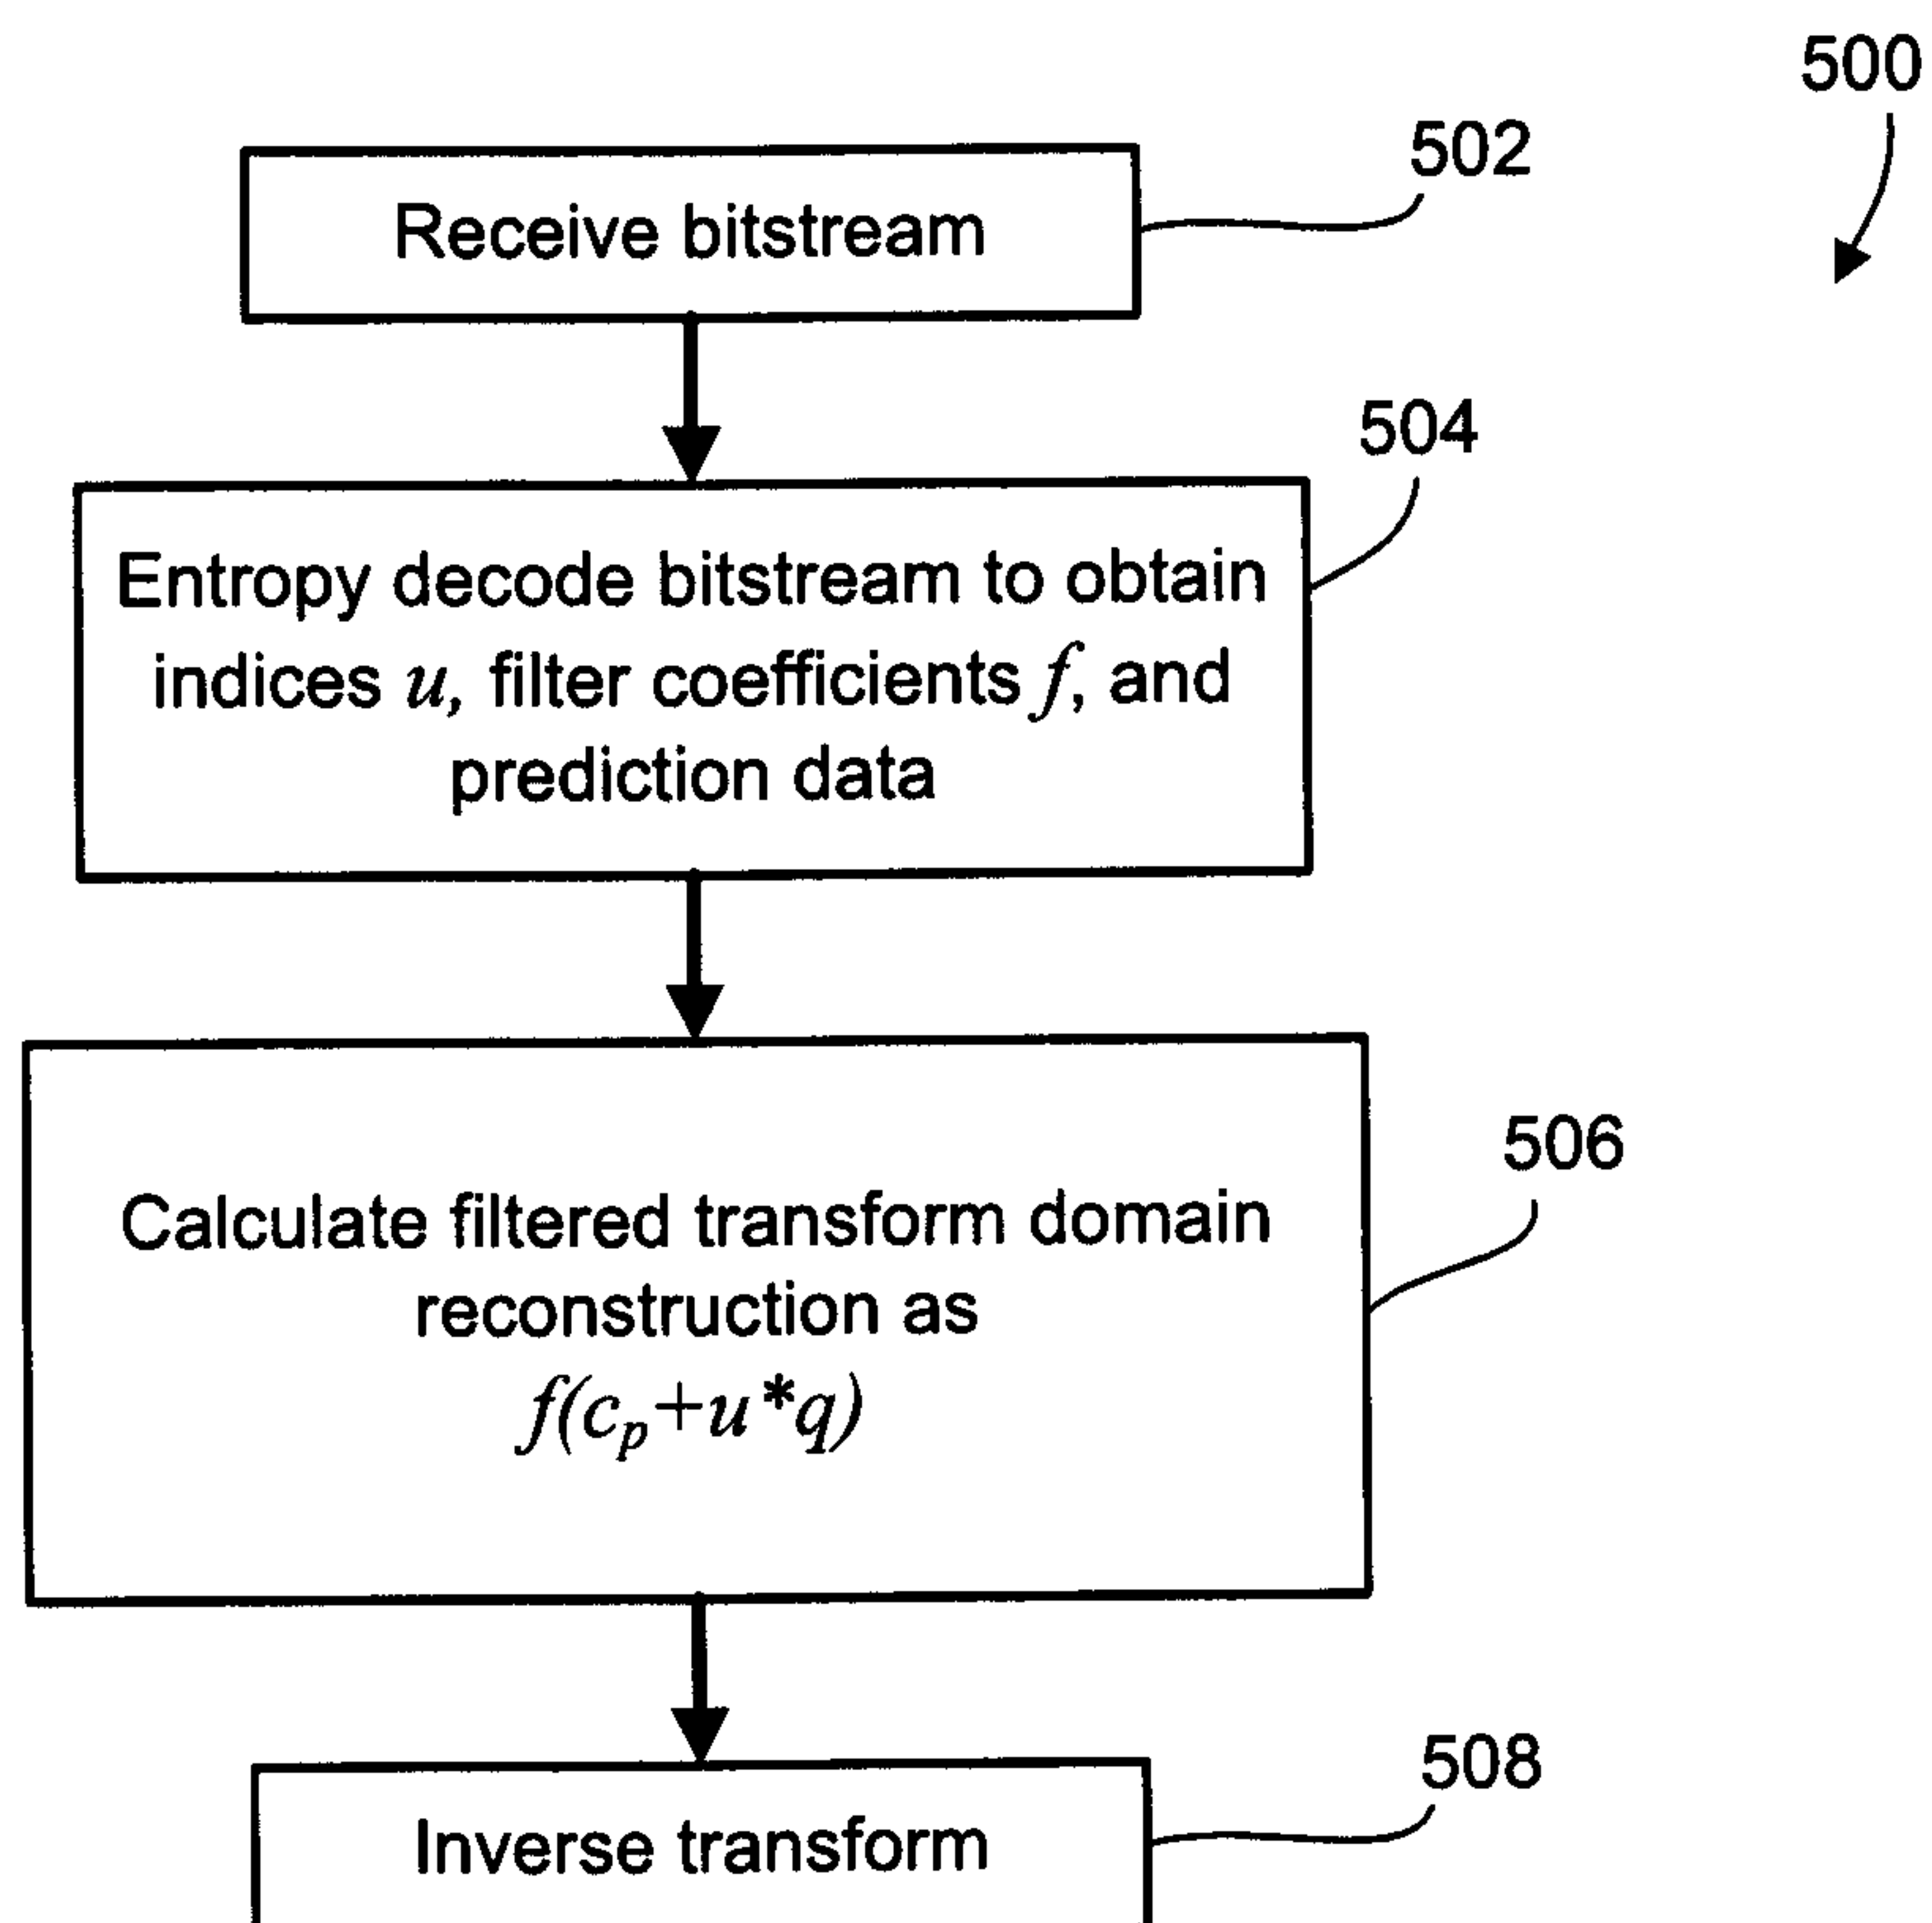 500
502
Receive bitstream
504
Entropy decode bitstream to obtain
indices u, filter coefficients f, and
prediction data
506
Calculate filtered transform domain
reconstruction as
f(cₚ+u*q)
508
Inverse transform